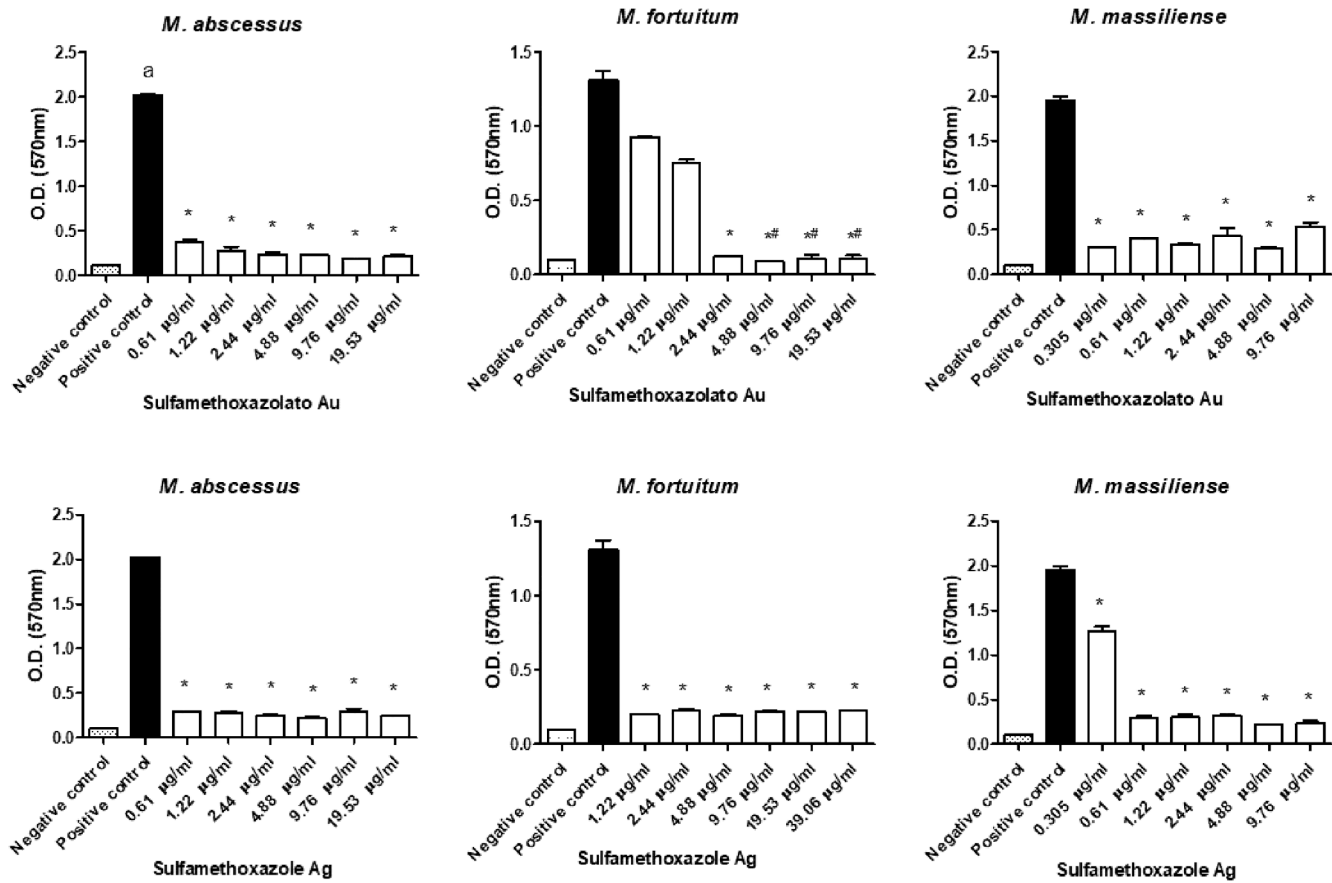 M. abscessus
2.5
2.0
1.5
1.0
0.5
0.0
O.D. (570nm)
a
* * * * * *
Negative control
Positive control
0.61 µg/ml
1.22 µg/ml
2.44 µg/ml
4.88 µg/ml
9.76 µg/ml
19.53 µg/ml
Sulfamethoxazolato Au
M. fortuitum
1.5
1.0
0.5
0.0
O.D. (570nm)
* *# *# *#
Negative control
Positive control
0.61 µg/ml
1.22 µg/ml
2.44 µg/ml
4.88 µg/ml
9.76 µg/ml
19.53 µg/ml
Sulfamethoxazolato Au
M. massiliense
2.5
2.0
1.5
1.0
0.5
0.0
O.D. (570nm)
* * * * * *
Negative control
Positive control
0.305 µg/ml
0.61 µg/ml
1.22 µg/ml
2. 44 µg/ml
4.88 µg/ml
9.76 µg/ml
Sulfamethoxazolato Au
M. abscessus
2.5
2.0
1.5
1.0
0.5
0.0
O.D. (570nm)
* * * * * *
Negative control
Positive control
0.61 µg/ml
1.22 µg/ml
2.44 µg/ml
4.88 µg/ml
9.76 µg/ml
19.53 µg/ml
Sulfamethoxazole Ag
M. fortuitum
1.5
1.0
0.5
0.0
O.D. (570nm)
* * * * * *
Negative control
Positive control
1.22 µg/ml
2.44 µg/ml
4.88 µg/ml
9.76 µg/ml
19.53 µg/ml
39.06 µg/ml
Sulfamethoxazole Ag
M. massiliense
2.5
2.0
1.5
1.0
0.5
0.0
O.D. (570nm)
* * * * * *
Negative control
Positive control
0.305 µg/ml
0.61 µg/ml
1.22 µg/ml
2.44 µg/ml
4.88 µg/ml
9.76 µg/ml
Sulfamethoxazole Ag